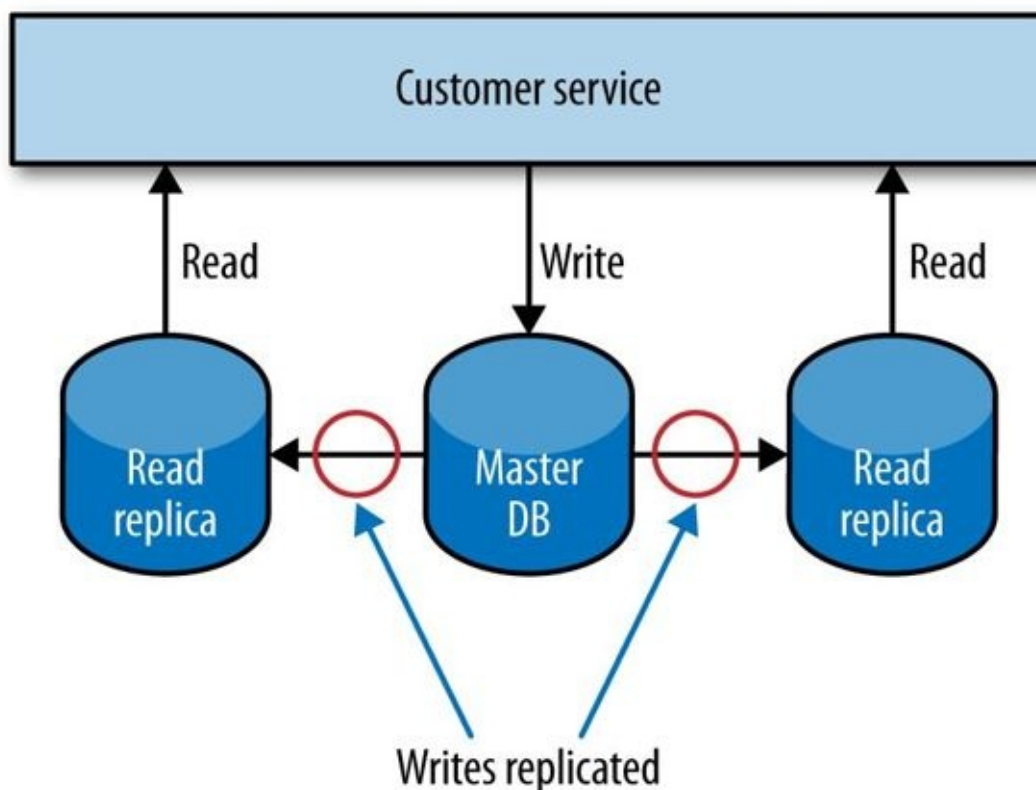 Customer service
Read
Write
Read
Read
replica
Master
DB
Read
replica
Writes replicated